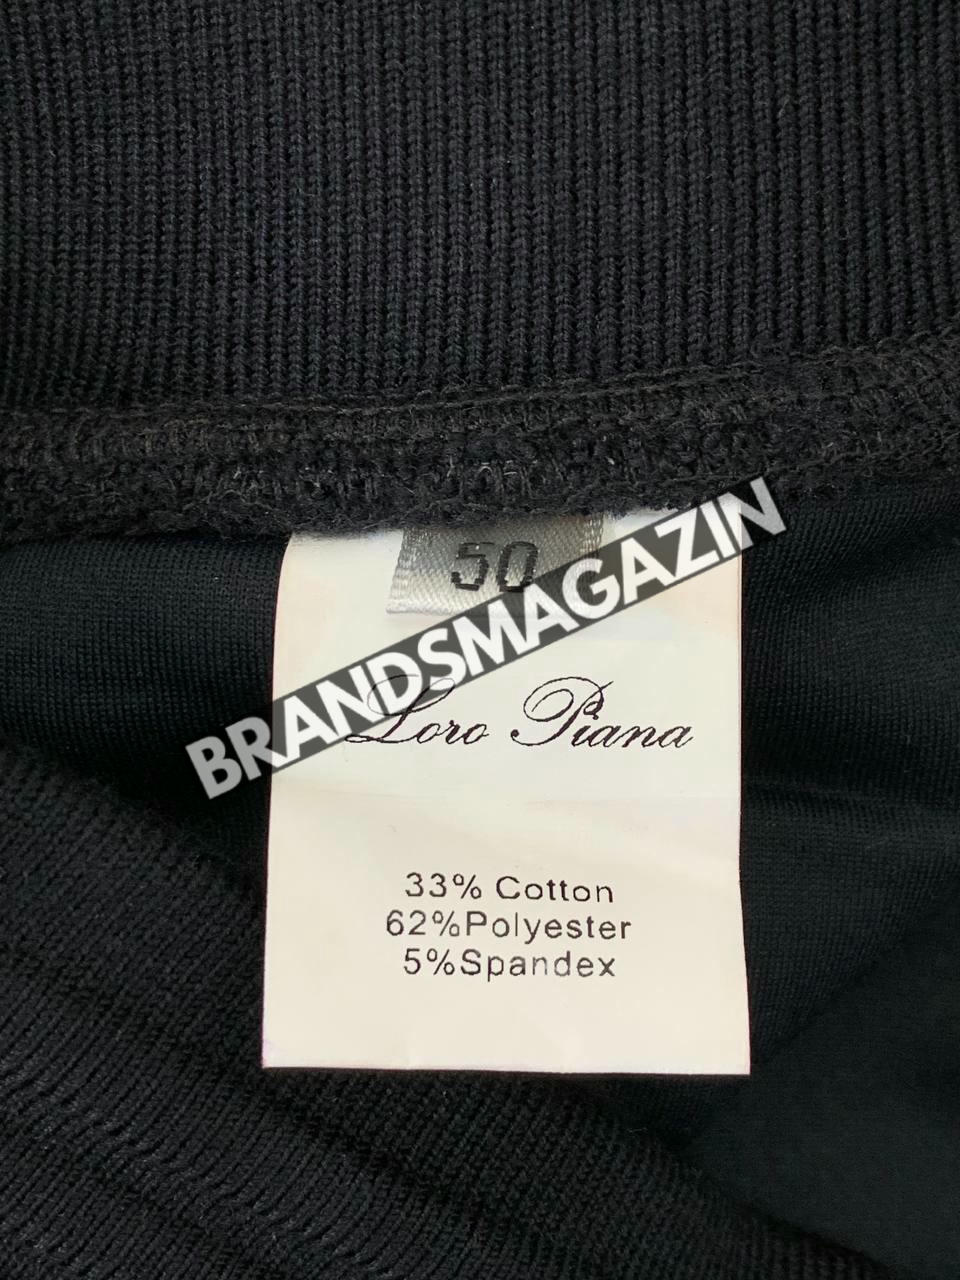 50
BRANDSMAGAZIN
Loro Piana
33% Cotton
62%Polyester
5%Spandex